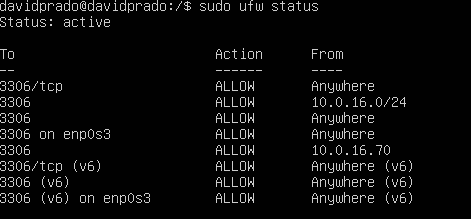 davidprado@davidprado:/$ sudo ufw status
Status: active
To                         Action      From
--                         ------      ----
3306/tcp                   ALLOW       Anywhere
3306                       ALLOW       10.0.16.0/24
3306                       ALLOW       Anywhere
3306 on enp0s3             ALLOW       Anywhere
3306                       ALLOW       10.0.16.70
3306/tcp (v6)              ALLOW       Anywhere (v6)
3306 (v6)                  ALLOW       Anywhere (v6)
3306 (v6) on enp0s3        ALLOW       Anywhere (v6)